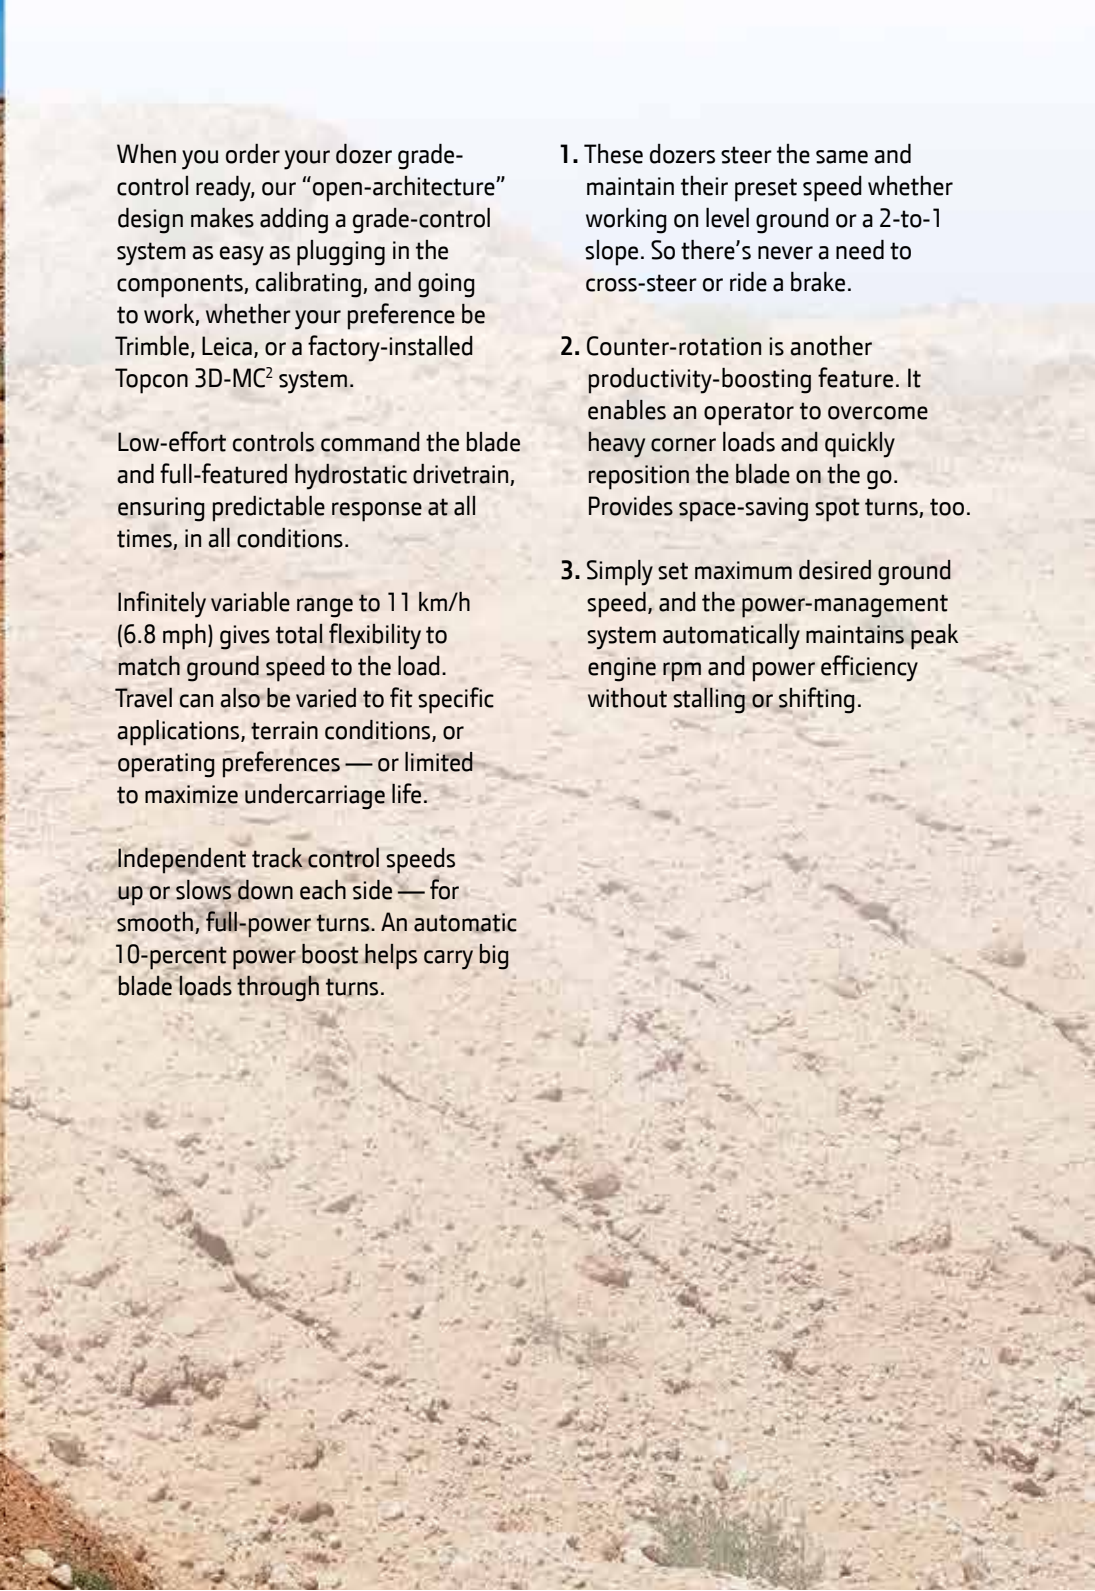 When you order your dozer grade-
control ready, our “open-architecture”
design makes adding a grade-control
system as easy as plugging in the
components, calibrating, and going
to work, whether your preference be
Trimble, Leica, or a factory-installed
Topcon 3D-MC² system.
Low-effort controls command the blade
and full-featured hydrostatic drivetrain,
ensuring predictable response at all
times, in all conditions.
Infinitely variable range to 11 km/h
(6.8 mph) gives total flexibility to
match ground speed to the load.
Travel can also be varied to fit specific
applications, terrain conditions, or
operating preferences — or limited
to maximize undercarriage life.
Independent track control speeds
up or slows down each side — for
smooth, full-power turns. An automatic
10-percent power boost helps carry big
blade loads through turns.
1. These dozers steer the same and
maintain their preset speed whether
working on level ground or a 2-to-1
slope. So there’s never a need to
cross-steer or ride a brake.
2. Counter-rotation is another
productivity-boosting feature. It
enables an operator to overcome
heavy corner loads and quickly
reposition the blade on the go.
Provides space-saving spot turns, too.
3. Simply set maximum desired ground
speed, and the power-management
system automatically maintains peak
engine rpm and power efficiency
without stalling or shifting.